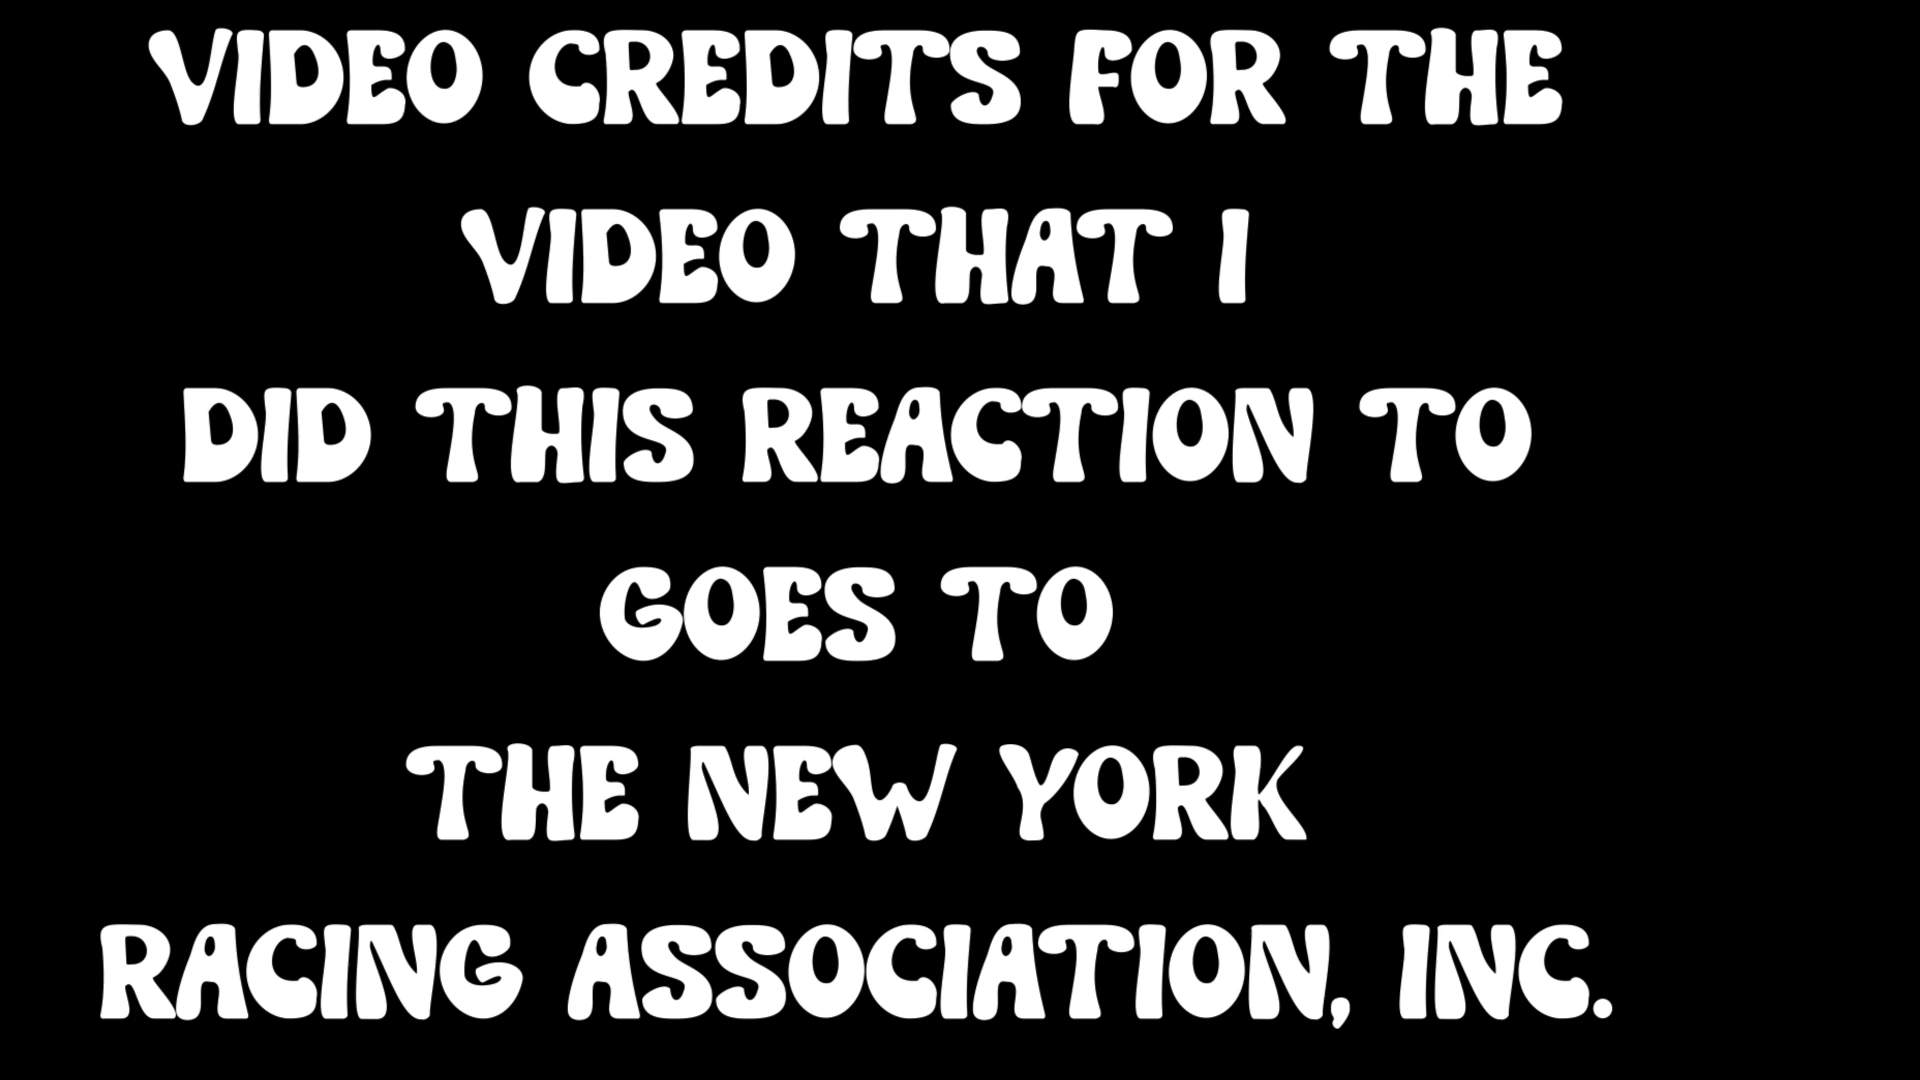 VIDEO CREDITS FOR THE
VIDEO THAT I
DID THIS REACTION TO
GOES TO
THE NEW YORK
RACING ASSOCIATION, INC.